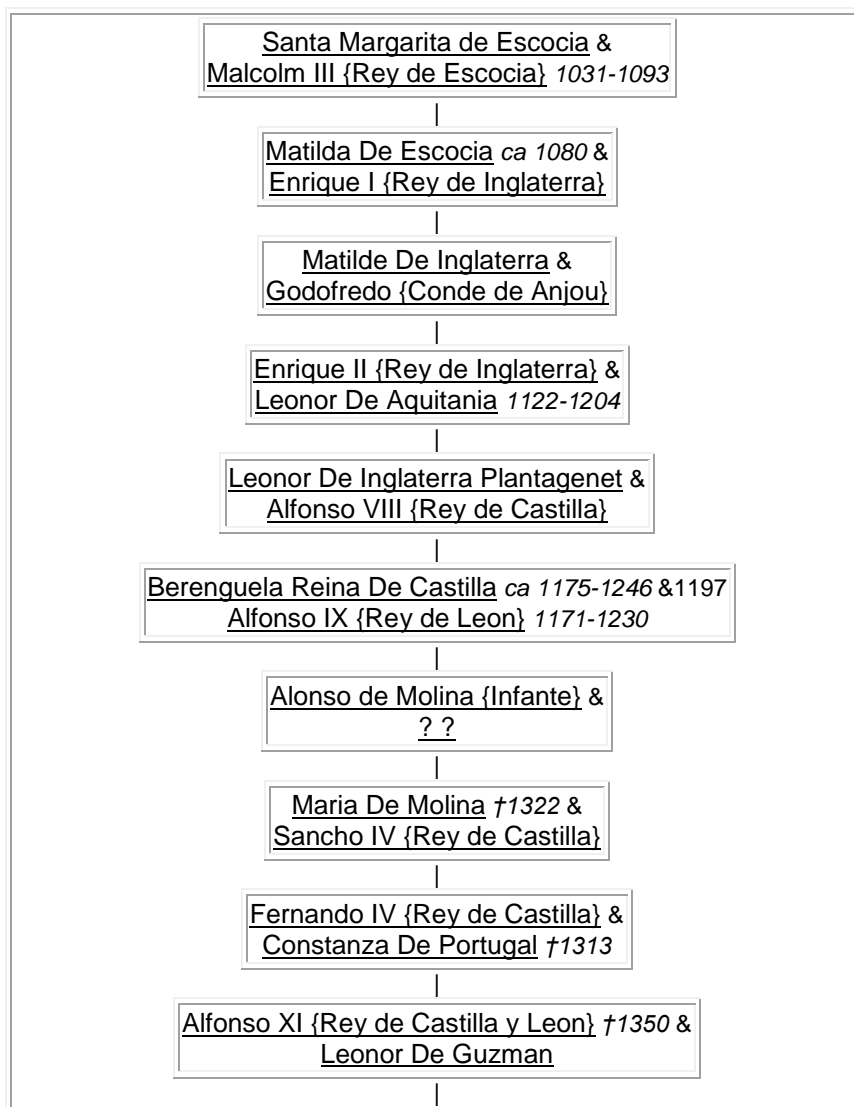 Santa Margarita de Escocia &
Malcolm III {Rey de Escocia} 1031-1093
Matilda De Escocia ca 1080 &
Enrique I {Rey de Inglaterra}
Matilde De Inglaterra &
Godofredo {Conde de Anjou}
Enrique II {Rey de Inglaterra} &
Leonor De Aquitania 1122-1204
Leonor De Inglaterra Plantagenet &
Alfonso VIII {Rey de Castilla}
Berenguela Reina De Castilla ca 1175-1246 &1197
Alfonso IX {Rey de Leon} 1171-1230
Alonso de Molina {Infante} &
? ?
Maria De Molina †1322 &
Sancho IV {Rey de Castilla}
Fernando IV {Rey de Castilla} &
Constanza De Portugal †1313
Alfonso XI {Rey de Castilla y Leon} †1350 &
Leonor De Guzman